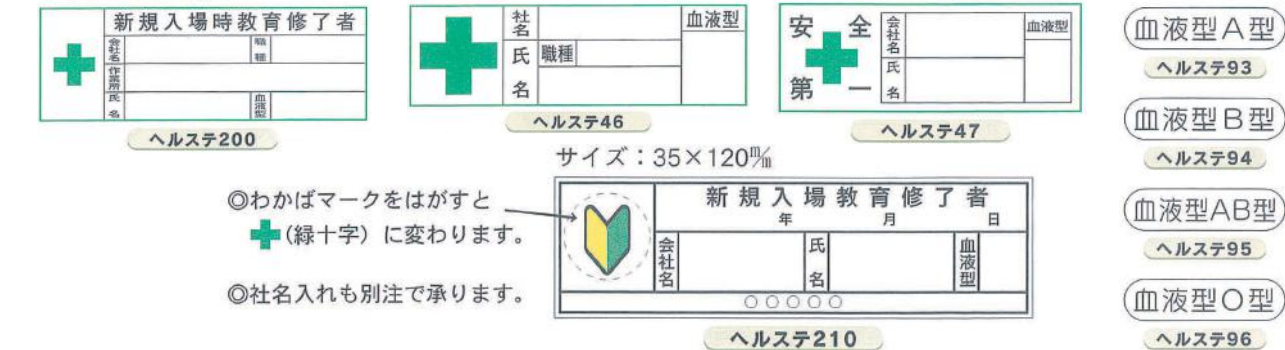 新規入場時教育修了者
会社名
職種
作業所
氏名
血液型
ヘルステ200
社名
血液型
氏名
職種
ヘルステ46
安全第一
会社名
血液型
氏名
ヘルステ47
サイズ：35×120m/m
◎わかばマークをはがすと
(緑十字) に変わります。
◎社名入れも別注で承ります。
新規入場教育修了者
年 月 日
会社名
氏名
血液型
○○○○○
ヘルステ210
血液型A型
ヘルステ93
血液型B型
ヘルステ94
血液型AB型
ヘルステ95
血液型O型
ヘルステ96